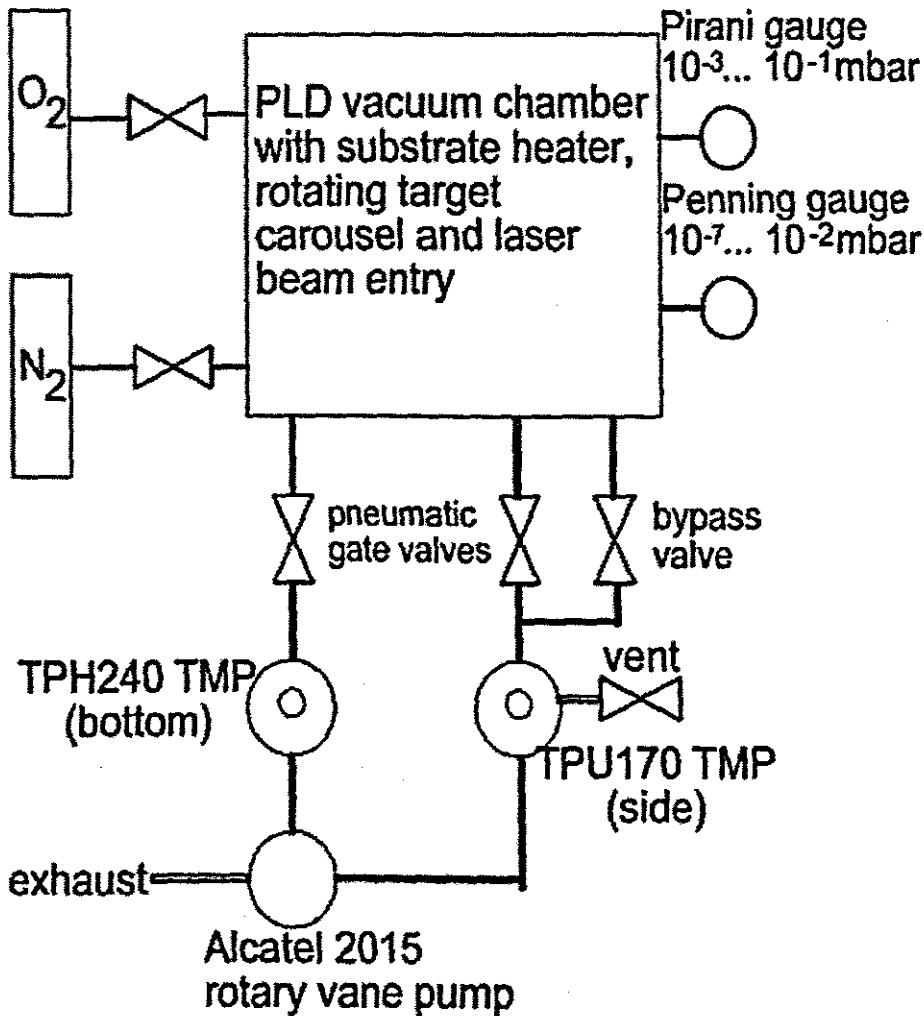 O2
N2
PLD vacuum chamber
with substrate heater,
rotating target
carousel and laser
beam entry
Pirani gauge
10-3... 10-1mbar
Penning gauge
10-7... 10-2mbar
pneumatic
gate valves
bypass
valve
TPH240 TMP
(bottom)
vent
TPU170 TMP
(side)
exhaust
Alcatel 2015
rotary vane pump